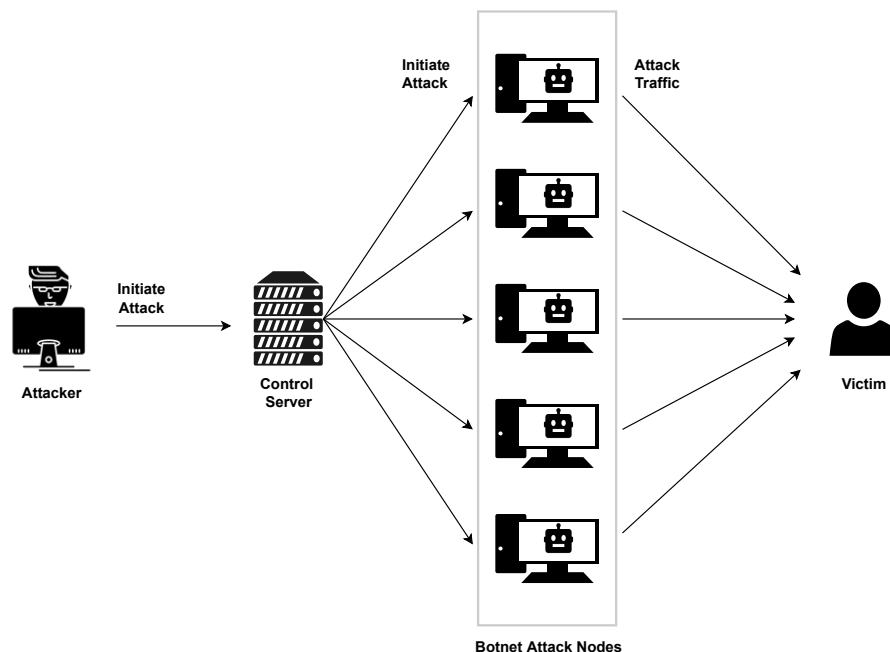 Initiate
Attack
Attack
Traffic
Initiate
Attack
Attacker
Control
Server
Victim
Botnet Attack Nodes